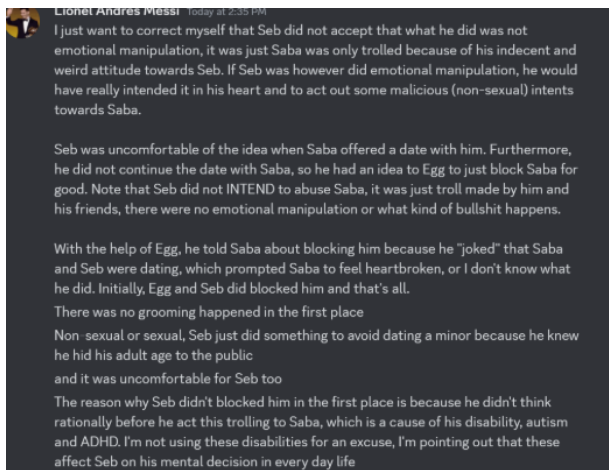 Lionel Andrés Messi Today at 2:35 PM
I just want to correct myself that Seb did not accept that what he did was not
emotional manipulation, it was just Saba was only trolled because of his indecent and
weird attitude towards Seb. If Seb was however did emotional manipulation, he would
have really intended it in his heart and to act out some malicious (non-sexual) intents
towards Saba.
Seb was uncomfortable of the idea when Saba offered a date with him. Furthermore,
he did not continue the date with Saba, so he had an idea to Egg to just block Saba for
good. Note that Seb did not INTEND to abuse Saba, it was just troll made by him and
his friends, there were no emotional manipulation or what kind of bullshit happens.
With the help of Egg, he told Saba about blocking him because he "joked" that Saba
and Seb were dating, which prompted Saba to feel heartbroken, or I don't know what
he did. Initially, Egg and Seb did blocked him and that's all.
There was no grooming happened in the first place
Non-sexual or sexual, Seb just did something to avoid dating a minor because he knew
he hid his adult age to the public
and it was uncomfortable for Seb too
The reason why Seb didn't blocked him in the first place is because he didn't think
rationally before he act this trolling to Saba, which is a cause of his disability, autism
and ADHD. I'm not using these disabilities for an excuse, I'm pointing out that these
affect Seb on his mental decision in every day life